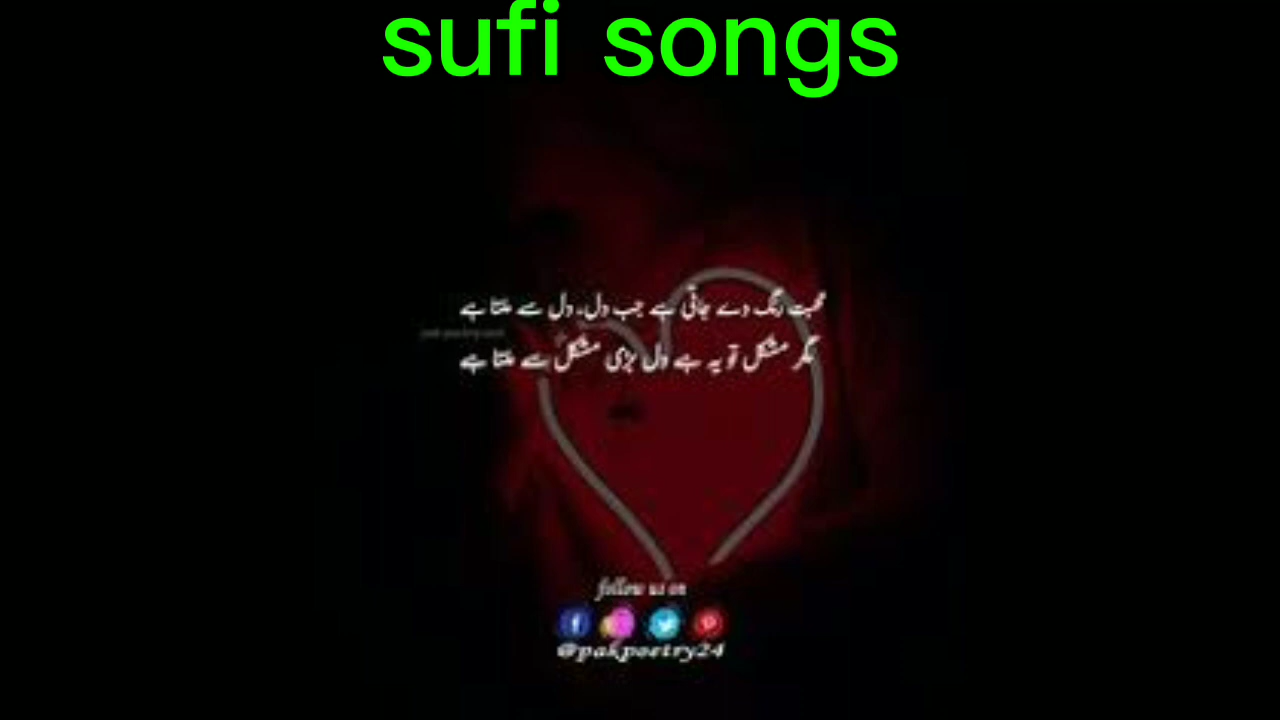 sufi songs
محبت رنگ دے جاتی ہے جب دل، دل سے ملتا ہے
مگر مشکل تو یہ ہے دل بڑی مشکل سے ملتا ہے
follow us on
@pakpoetry24